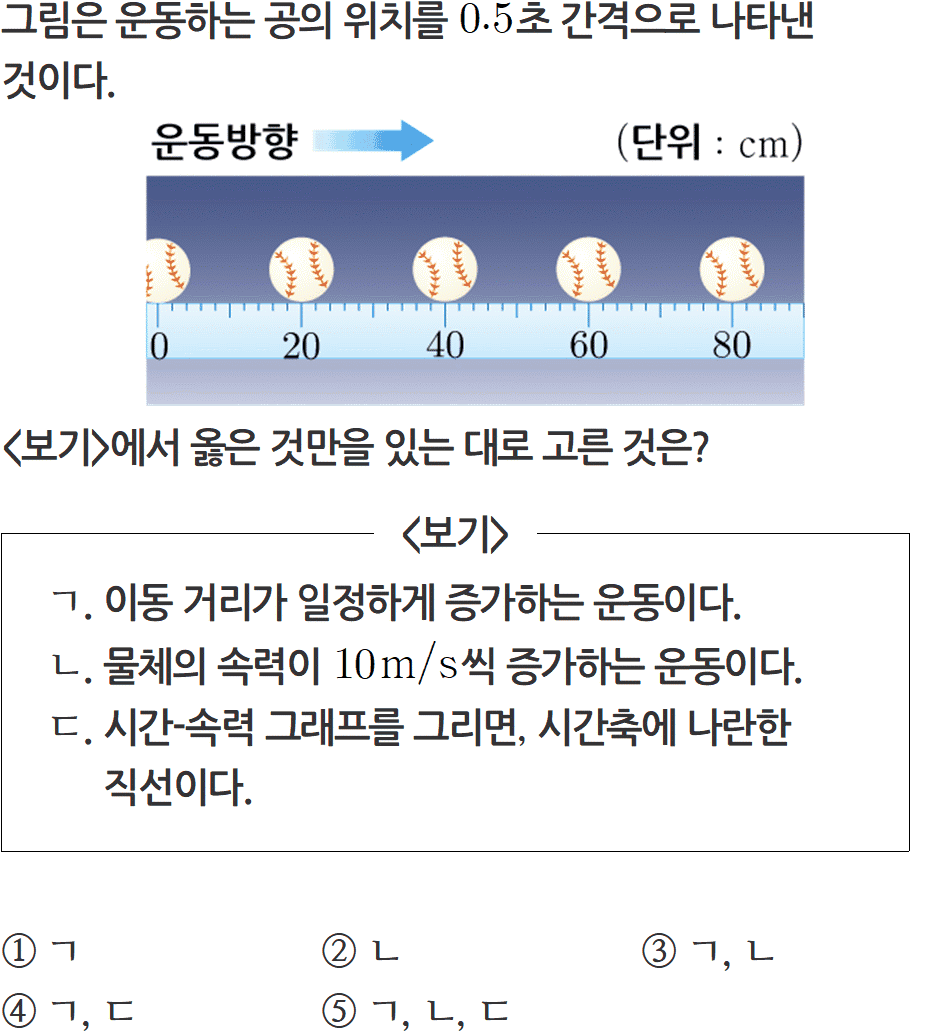 그림은 운동하는 공의 위치를 0.5초 간격으로 나타낸
것이다.
운동방향 (단위 : cm)
0 20 40 60 80
<보기>에서 옳은 것만을 있는 대로 고른 것은?
<보기>
ㄱ. 이동 거리가 일정하게 증가하는 운동이다.
ㄴ. 물체의 속력이 10m/s씩 증가하는 운동이다.
ㄷ. 시간-속력 그래프를 그리면, 시간축에 나란한
직선이다.
① ㄱ ② ㄴ ③ ㄱ, ㄴ
④ ㄱ, ㄷ ⑤ ㄱ, ㄴ, ㄷ